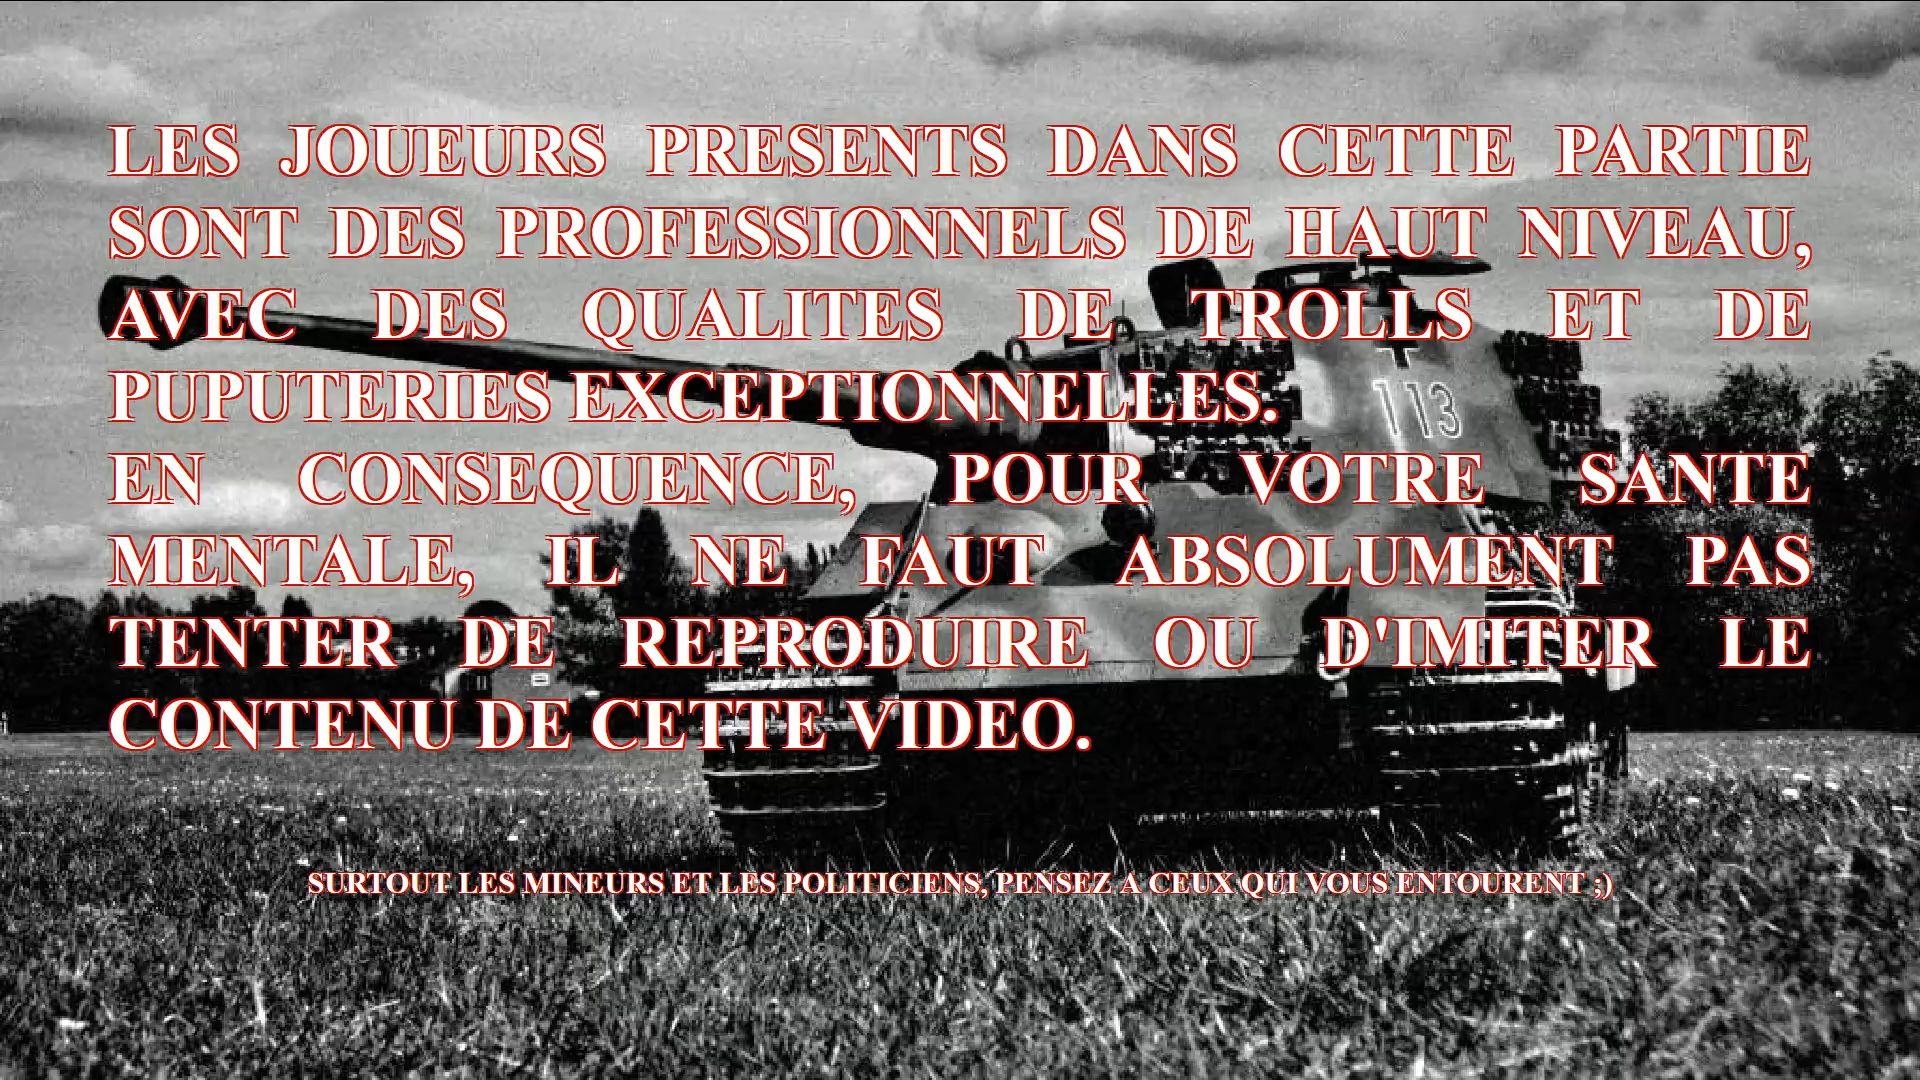 LES JOUEURS PRESENTS DANS CETTE PARTIE
SONT DES PROFESSIONNELS DE HAUT NIVEAU,
AVEC DES QUALITES DE TROLLS ET DE
PUPUTERIES EXCEPTIONNELLES.
113
EN CONSEQUENCE, POUR VOTRE SANTE
MENTALE, IL NE FAUT ABSOLUMENT PAS
TENTER DE REPRODUIRE OU D'IMITER LE
CONTENU DE CETTE VIDEO.
SURTOUT LES MINEURS ET LES POLITICIENS, PENSEZ A CEUX QUI VOUS ENTOURENT ;)